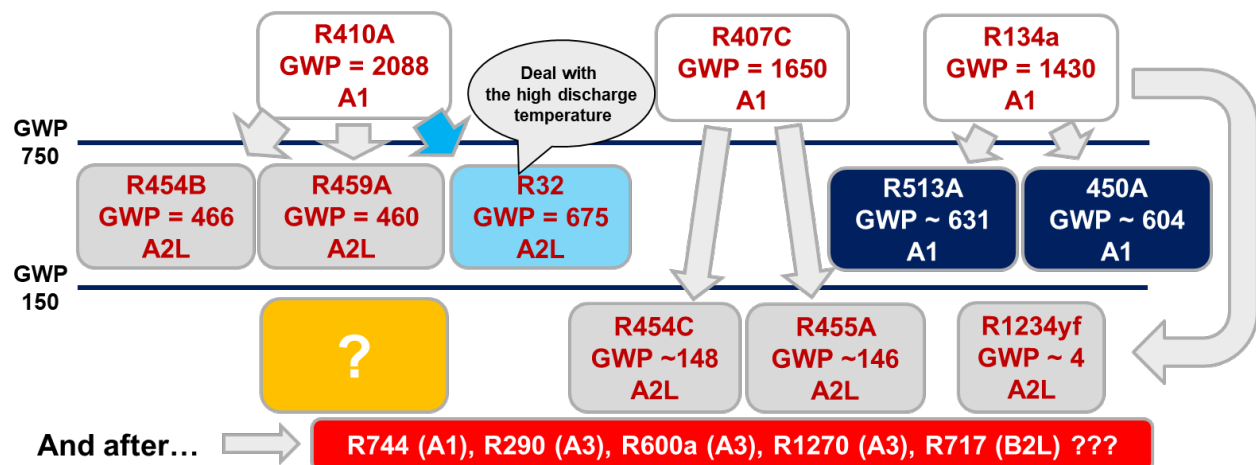 R410A
GWP = 2088
A1
Deal with
the high discharge
temperature
R407C
GWP = 1650
A1
R134a
GWP = 1430
A1
GWP
750
R454B
GWP = 466
A2L
R459A
GWP = 460
A2L
R32
GWP = 675
A2L
R513A
GWP ~ 631
A1
450A
GWP ~ 604
A1
GWP
150
?
R454C
GWP ~148
A2L
R455A
GWP ~146
A2L
R1234yf
GWP ~ 4
A2L
And after…
R744 (A1), R290 (A3), R600a (A3), R1270 (A3), R717 (B2L) ???